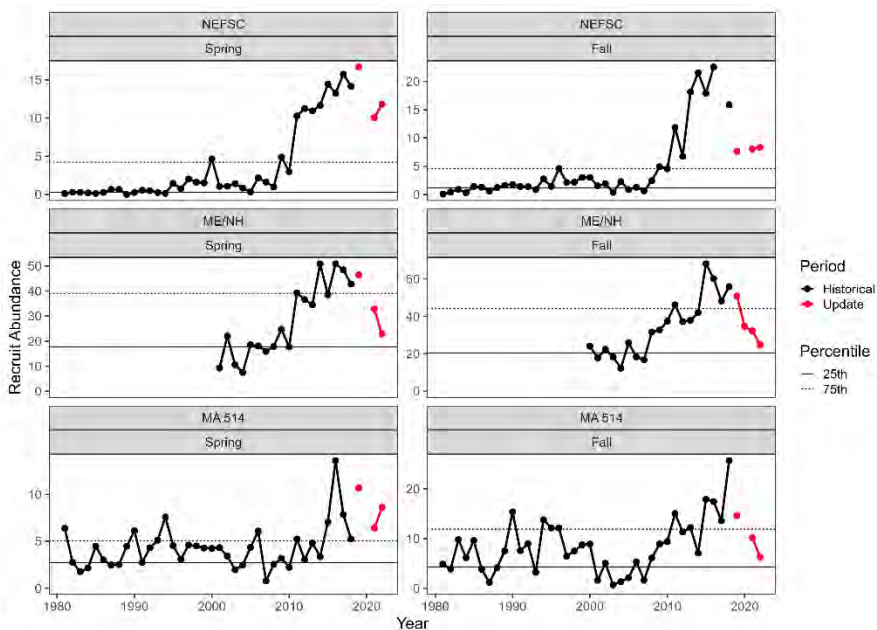 NEFSC
Spring
15
10
5
0
NEFSC
Fall
20
10
0
ME/NH
Spring
50
40
30
20
10
0
ME/NH
Fall
60
40
20
0
MA 514
Spring
10
5
0
1980 1990 2000 2010 2020
MA 514
Fall
20
10
0
1980 1990 2000 2010 2020
Recruit Abundance
Year
Period
Historical
Update
Percentile
25th
75th